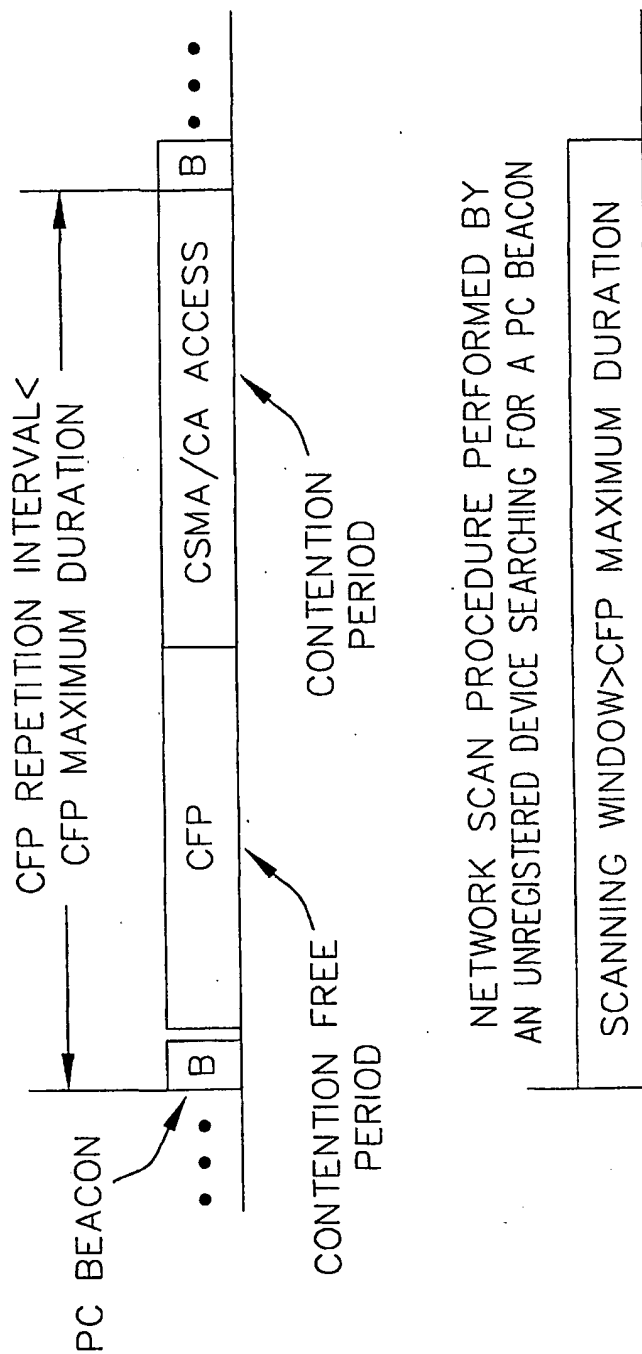 CFP REPETITION INTERVAL<
CFP MAXIMUM DURATION
PC BEACON
B
CFP
CSMA/CA ACCESS
B
CONTENTION FREE
PERIOD
CONTENTION
PERIOD
NETWORK SCAN PROCEDURE PERFORMED BY
AN UNREGISTERED DEVICE SEARCHING FOR A PC BEACON
SCANNING WINDOW>CFP MAXIMUM DURATION